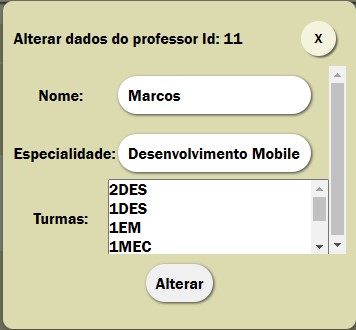 Alterar dados do professor Id: 11
X
Nome:
Marcos
Especialidade:
Desenvolvimento Mobile
Turmas:
2DES
1DES
1EM
1MEC
Alterar